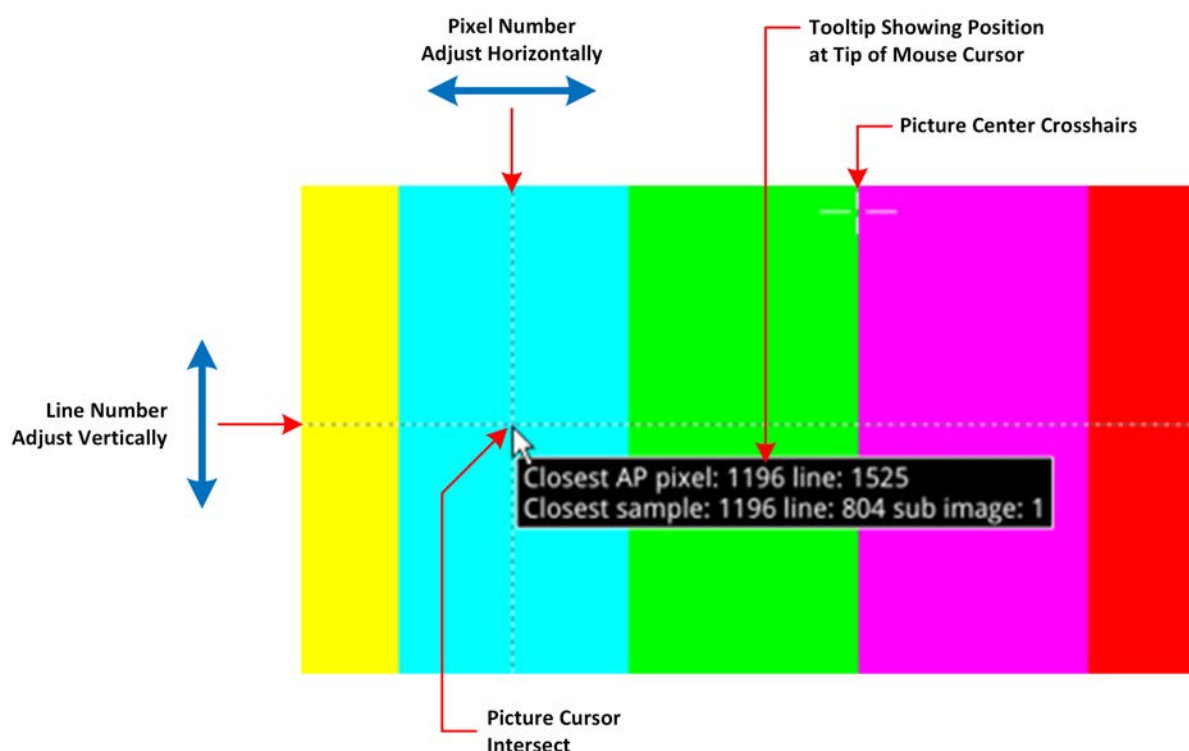 Pixel Number
Adjust Horizontally
Tooltip Showing Position
at Tip of Mouse Cursor
Picture Center Crosshairs
Line Number
Adjust Vertically
Closest AP pixel: 1196 line: 1525
Closest sample: 1196 line: 804 sub image: 1
Picture Cursor
Intersect